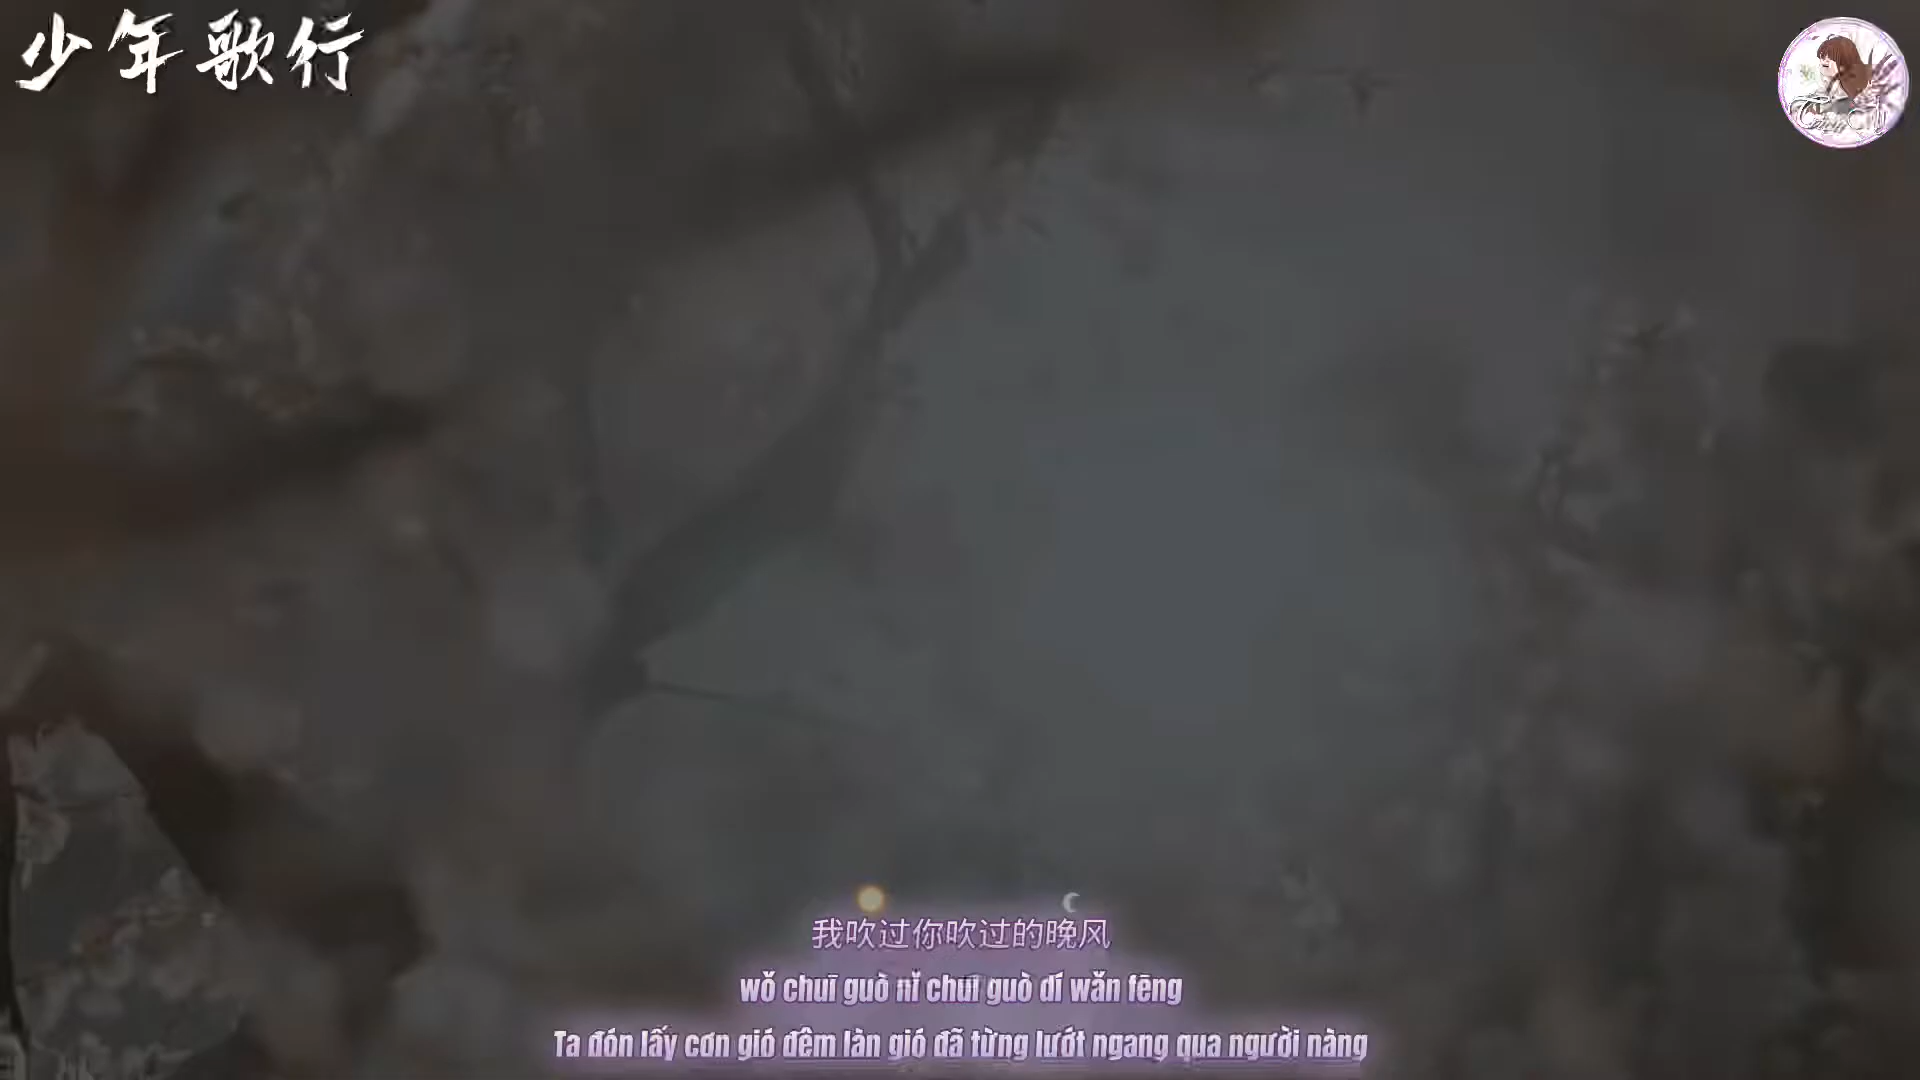 少年歌行
我吹过你吹过的晚风
wǒ chuī guò nǐ chuī guò dí wǎn fēng
Ta đón lấy cơn gió đêm làn gió đã từng lướt ngang qua người nàng